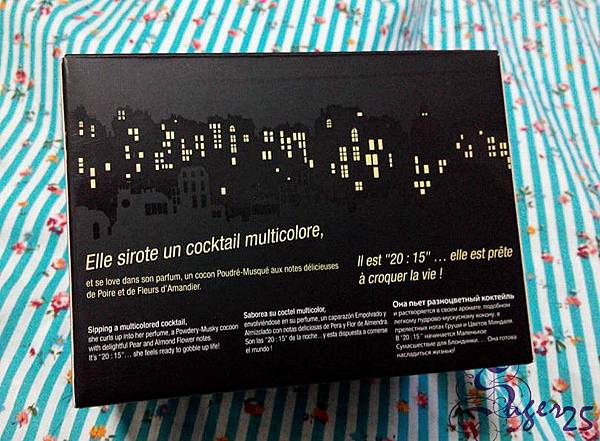 Elle sirote un cocktail multicolore,
et se love dans son parfum, un cocon Poudré-Musqué aux notes délicieuses
de Poire et de Fleurs d'Amandier.
Il est "20 : 15" ... elle est prête
à croquer la vie !
Sipping a multicolored cocktail,
she curls up into her perfume, a Powdery-Musky cocoon
with delightful Pear and Almond Flower notes.
It's "20 : 15"... she feels ready to gobble up life!
Saborea su coctel multicolor,
envolviéndose en su perfume, un caparazón Empolvado y
Almizclado con notas deliciosas de Pera y Flor de Almendra.
Son las "20 : 15" de la noche... y esta dispuesta a comerse
el mundo !
Она пьет разноцветный коктейль
и растворяется в своем аромате, подобном
легкому пудрово-мускусному кокону, в
прелестных нотах Груши и Цветов Миндаля.
В "20 : 15" начинается Маленькое
Сумасшествие для Блондинки. ... Она готова
насладиться жизнью!
Suger25